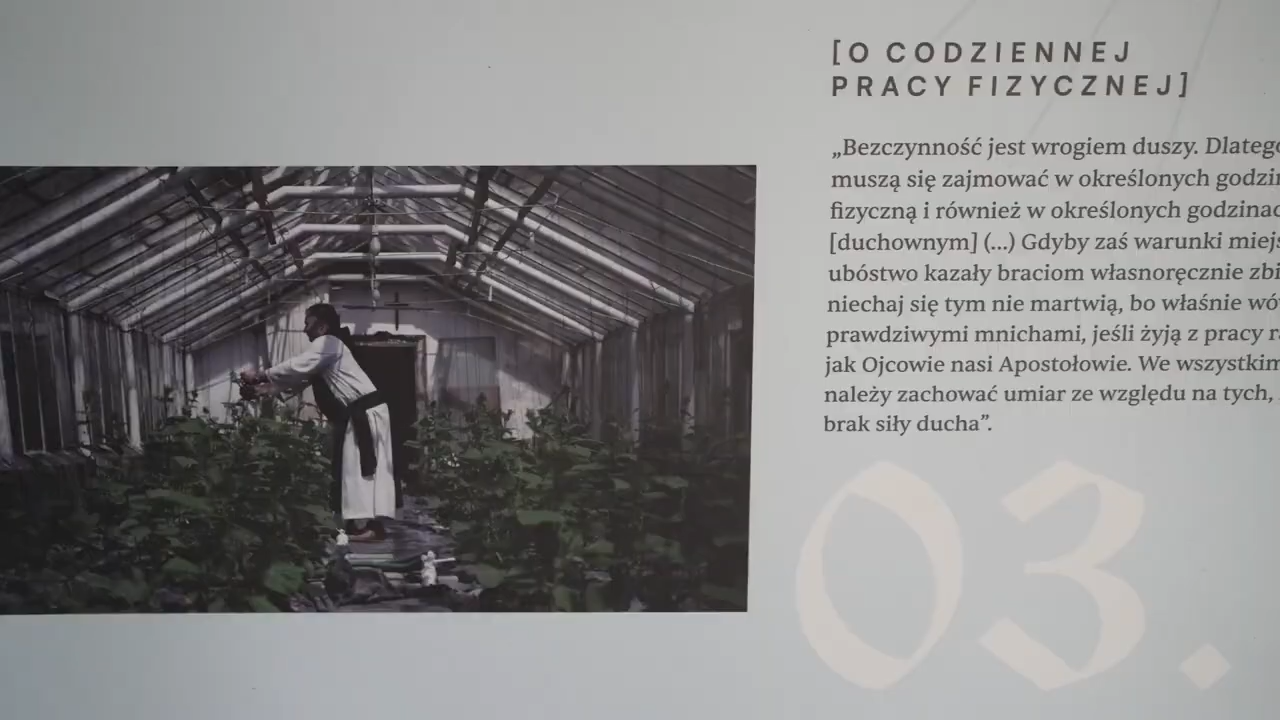 [O CODZIENNEJ
PRACY FIZYCZNEJ]
„Bezczynność jest wrogiem duszy. Dlatego
muszą się zajmować w określonych
fizyczną i również w określonych
[duchownym] (...) Gdyby zaś warunki
ubóstwo kazały braciom własnoręcznie
niechaj się tym nie martwią, bo właśnie
prawdziwymi mnichami, jeśli żyją z pracy
jak Ojcowie nasi Apostołowie. We wszystkim
należy zachować umiar ze względu na tych,
brak siły ducha”.
03.